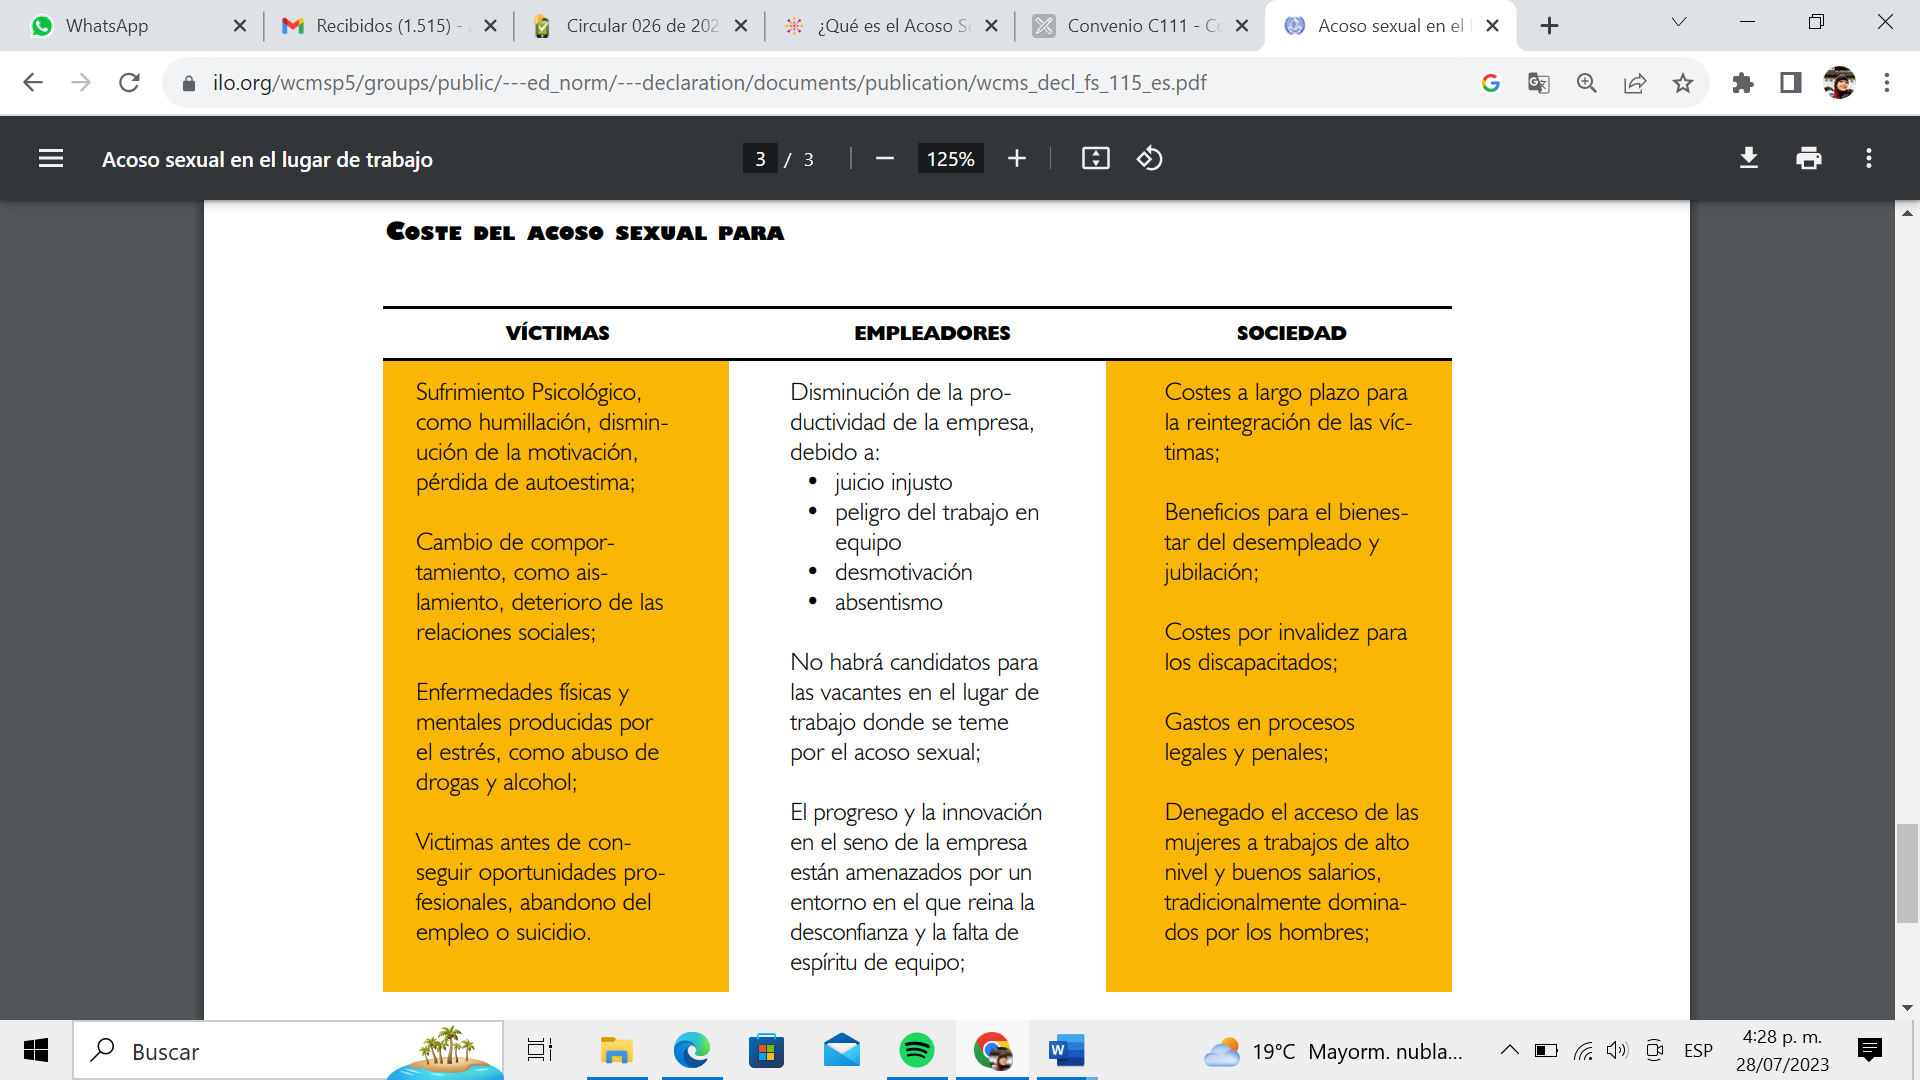 WhatsApp
Recibidos (1.515) -
Circular 026 de 202
¿Qué es el Acoso Se
Convenio C111 - Co
Acoso sexual en el l
ilo.org/wcmsp5/groups/public/---ed_norm/---declaration/documents/publication/wcms_decl_fs_115_es.pdf
Acoso sexual en el lugar de trabajo
3 / 3
125%
COSTE DEL ACOSO SEXUAL PARA
VÍCTIMAS
Sufrimiento Psicológico,
como humillación, dismin-
ución de la motivación,
pérdida de autoestima;
Cambio de compor-
tamiento, como ais-
lamiento, deterioro de las
relaciones sociales;
Enfermedades físicas y
mentales producidas por
el estrés, como abuso de
drogas y alcohol;
Victimas antes de con-
seguir oportunidades pro-
fesionales, abandono del
empleo o suicidio.
EMPLEADORES
Disminución de la pro-
ductividad de la empresa,
debido a:
• juicio injusto
• peligro del trabajo en
equipo
• desmotivación
• absentismo
No habrá candidatos para
las vacantes en el lugar de
trabajo donde se teme
por el acoso sexual;
El progreso y la innovación
en el seno de la empresa
están amenazados por un
entorno en el que reina la
desconfianza y la falta de
espíritu de equipo;
SOCIEDAD
Costes a largo plazo para
la reintegración de las víc-
timas;
Beneficios para el bienes-
tar del desempleado y
jubilación;
Costes por invalidez para
los discapacitados;
Gastos en procesos
legales y penales;
Denegado el acceso de las
mujeres a trabajos de alto
nivel y buenos salarios,
tradicionalmente domina-
dos por los hombres;
Buscar
19°C Mayorm. nubla...
ESP
4:28 p. m.
28/07/2023